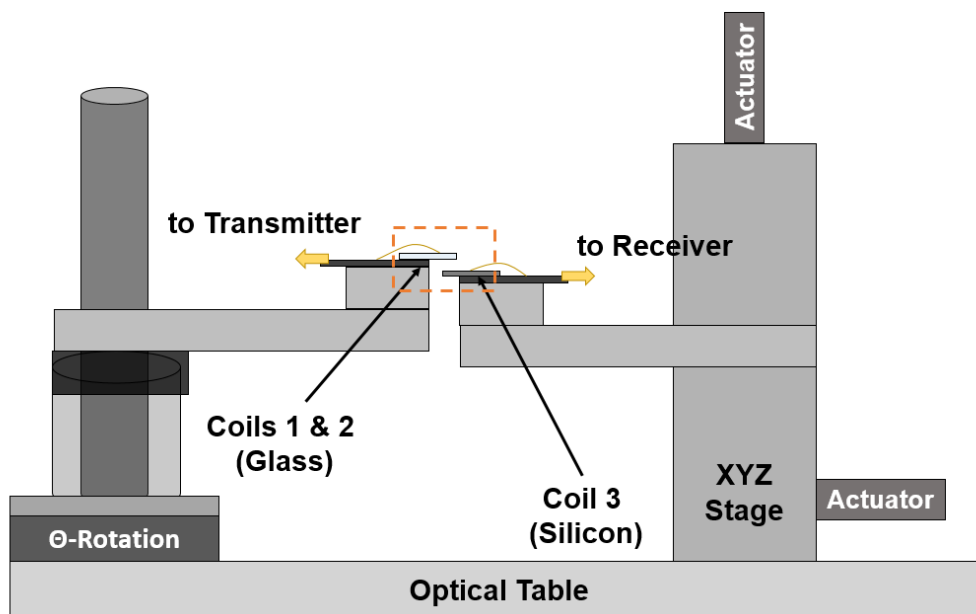 Actuator
to Transmitter
to Receiver
Coils 1 & 2
(Glass)
Coil 3
(Silicon)
XYZ
Stage
Actuator
Θ-Rotation
Optical Table